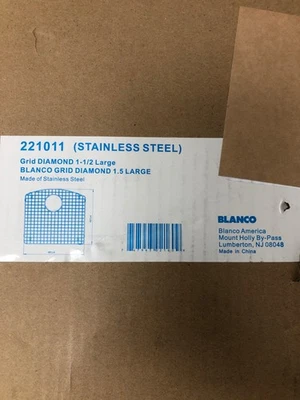 221011 (STAINLESS STEEL)
Grid DIAMOND 1-1/2 Large
BLANCO GRID DIAMOND 1.5 LARGE
Made of Stainless Steel
BLANCO
Blanco America
Mount Holly By-Pass
Lumberton, NJ 08048
Made in China